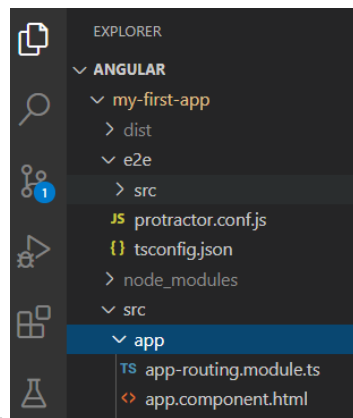 EXPLORER
ANGULAR
my-first-app
dist
e2e
src
JS protractor.conf.js
{} tsconfig.json
node_modules
src
app
TS app-routing.module.ts
<> app.component.html
1